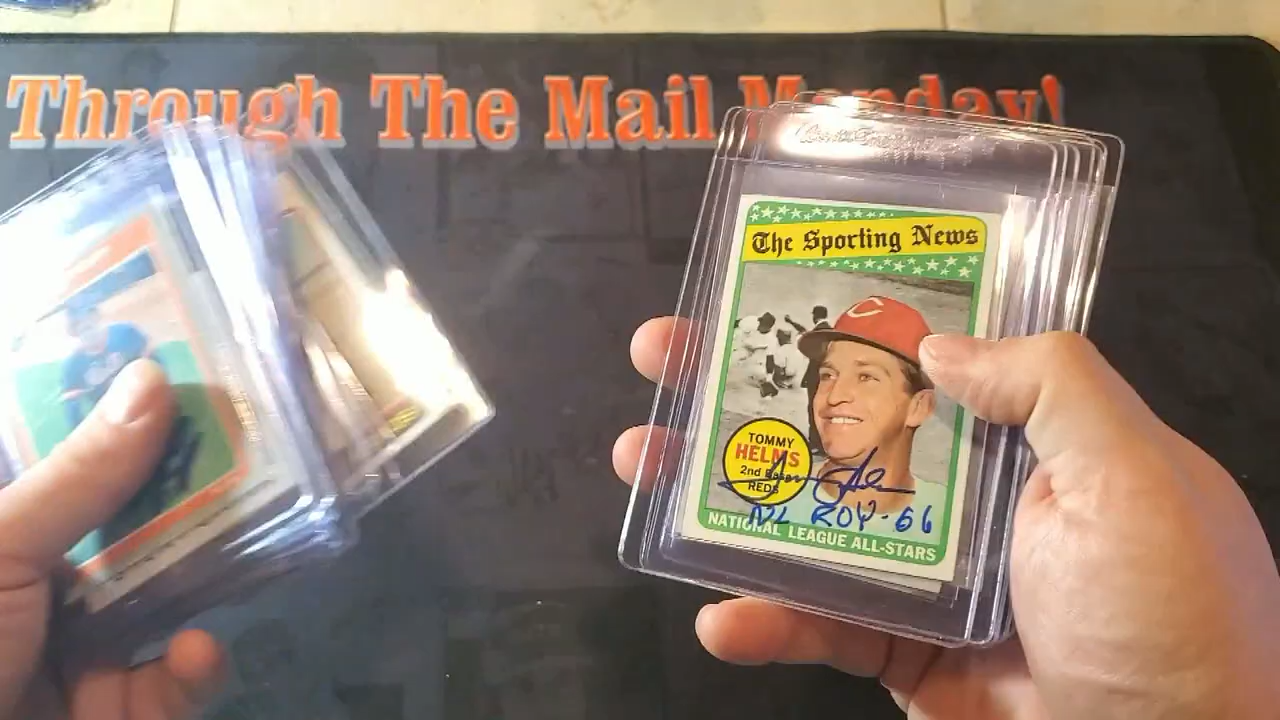 Through The Mail Monday!
The Sporting News
C
TOMMY
HELMS
2nd Base
REDS
NL ROY-66
NATIONAL LEAGUE ALL-STARS